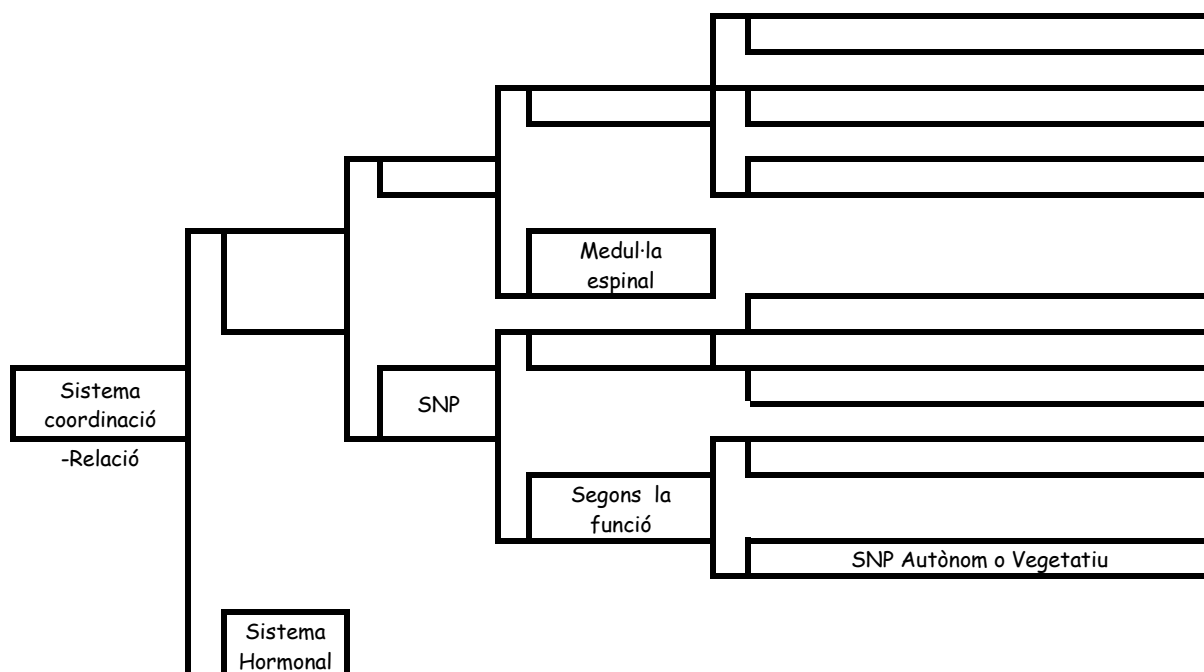 Medul·la
espinal
Sistema
coordinació
-Relació
SNP
Segons la
funció
SNP Autònom o Vegetatiu
Sistema
Hormonal